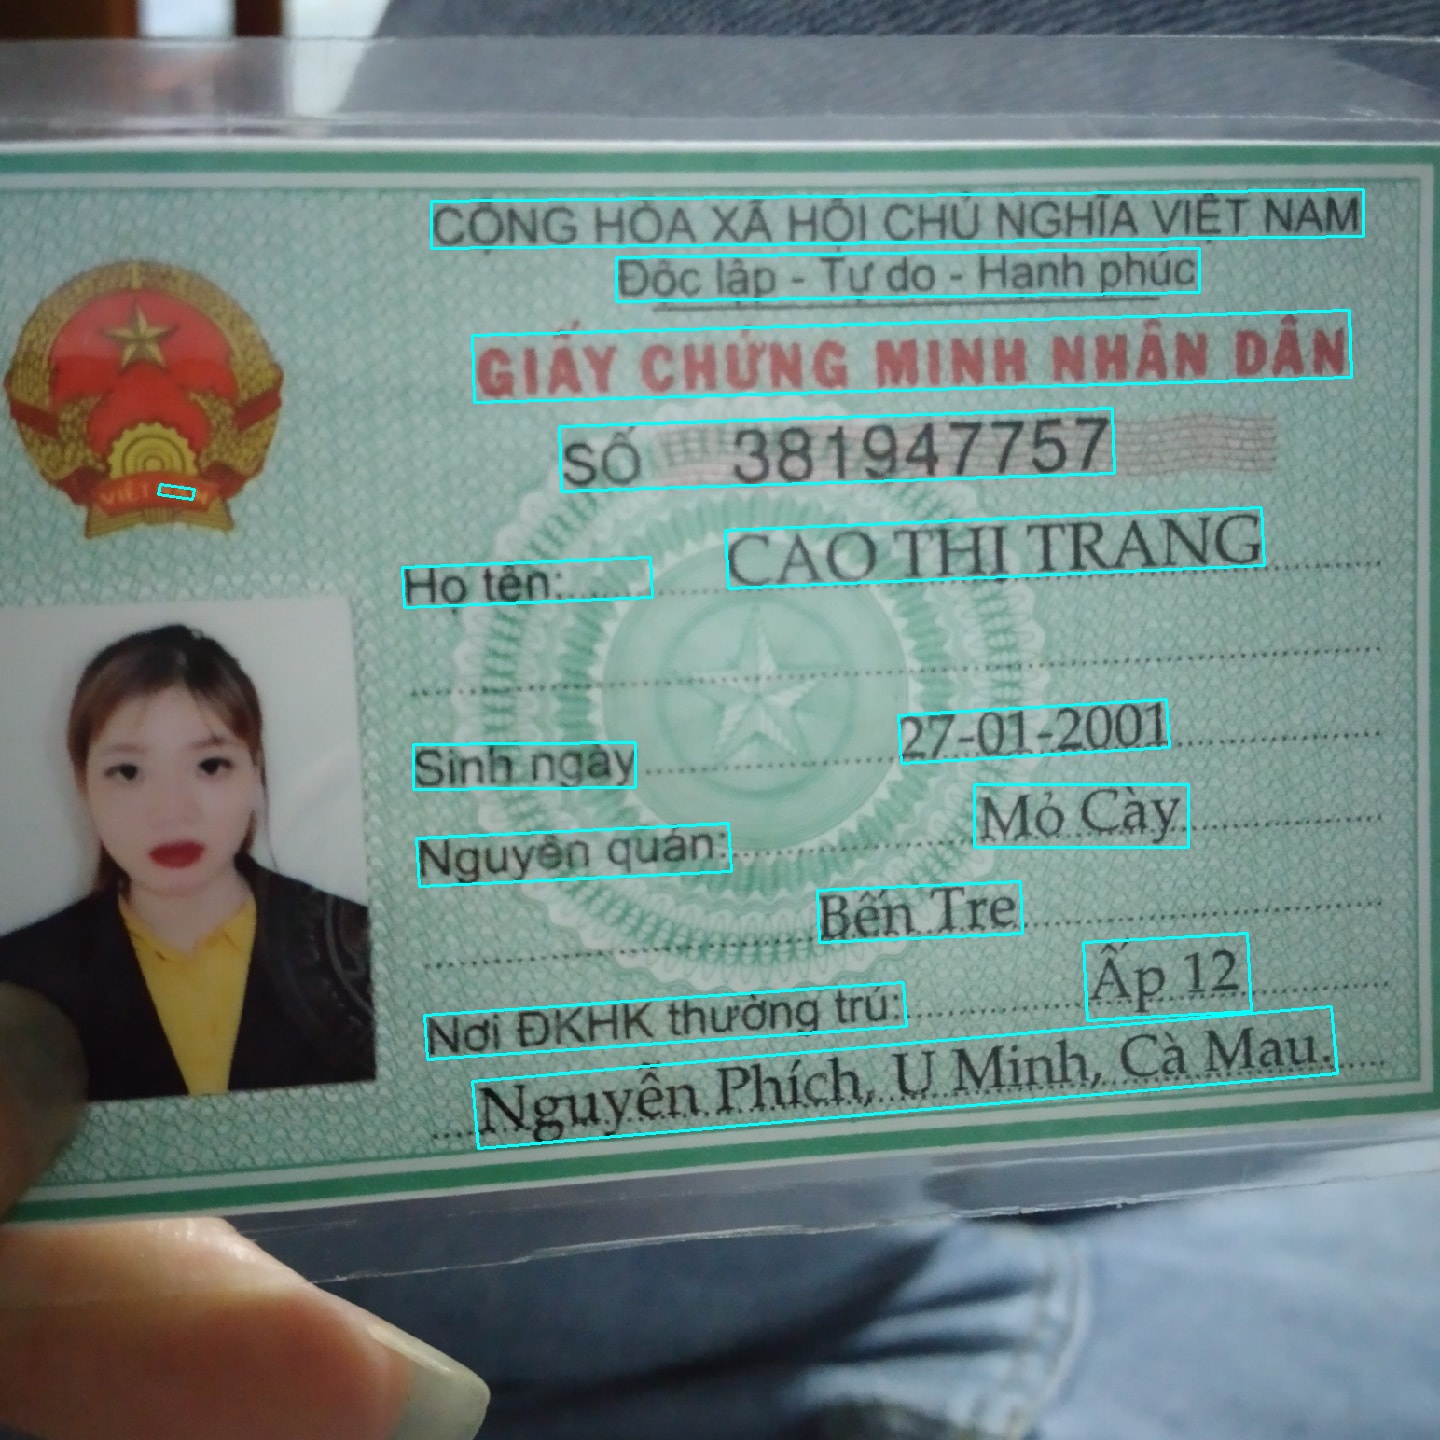 CỘNG HÒA XÃ HỘI CHỦ NGHĨA VIỆT NAM
Độc lập - Tự do - Hạnh phúc
GIẤY CHỨNG MINH NHÂN DÂN
SỐ 381947757
VIỆT NAM
Họ tên: CAO THỊ TRANG
Sinh ngày 27-01-2001
Nguyên quán: Mỏ Cày
Bến Tre
Nơi ĐKHK thường trú: Ấp 12
Nguyễn Phích, U Minh, Cà Mau.